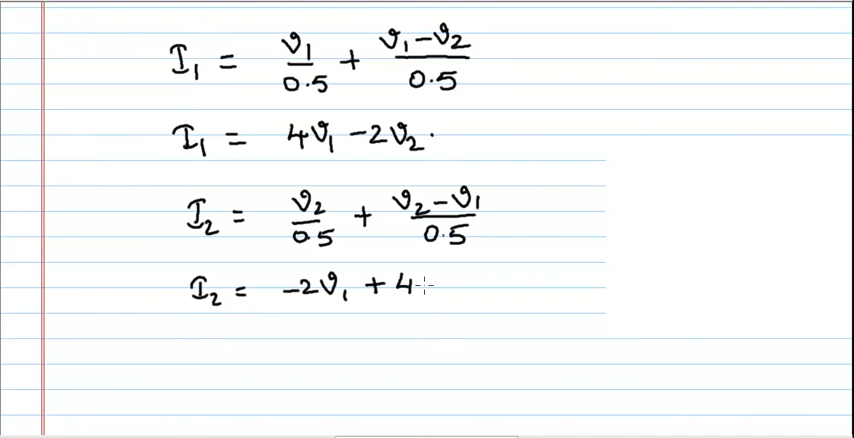 I₁ = V₁/0.5 + V₁-V₂/0.5
I₁ = 4V₁ -2V₂.
I₂ = V₂/0.5 + V₂-V₁/0.5
I₂ = -2V₁ + 4